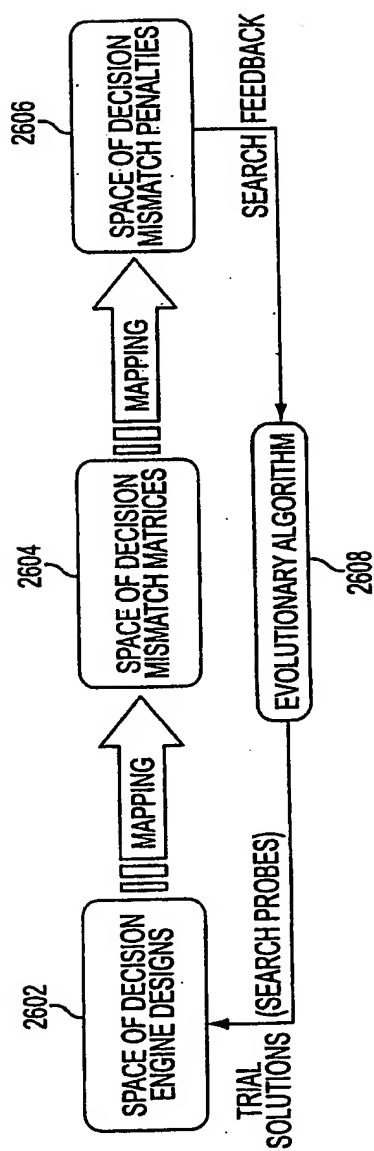 2602
SPACE OF DECISION
ENGINE DESIGNS
MAPPING
2604
SPACE OF DECISION
MISMATCH MATRICES
MAPPING
2606
SPACE OF DECISION
MISMATCH PENALTIES
SEARCH FEEDBACK
EVOLUTIONARY ALGORITHM
2608
TRIAL (SEARCH PROBES)
SOLUTIONS